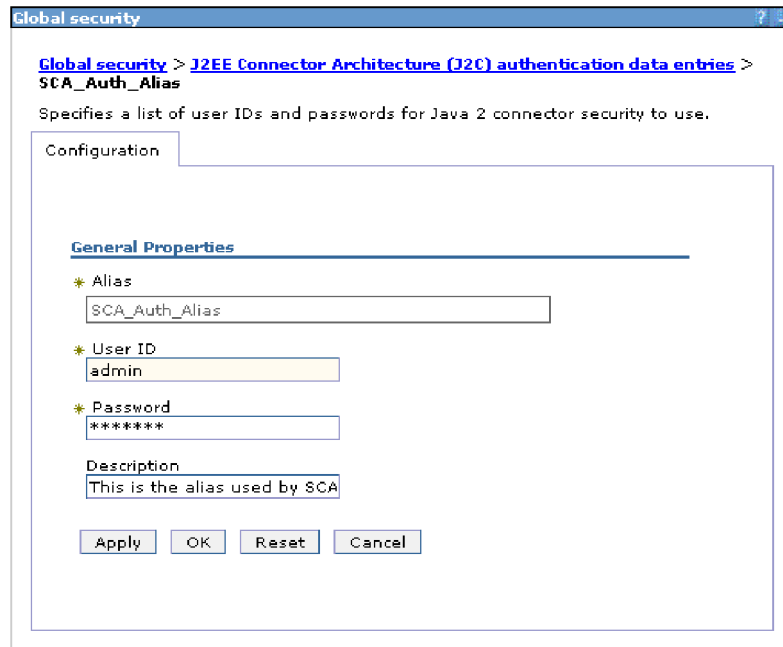 Global security ?
Global security > J2EE Connector Architecture (J2C) authentication data entries >
SCA_Auth_Alias
Specifies a list of user IDs and passwords for Java 2 connector security to use.
Configuration
General Properties
* Alias
SCA_Auth_Alias
* User ID
admin
* Password
*******
Description
This is the alias used by SCA
Apply OK Reset Cancel